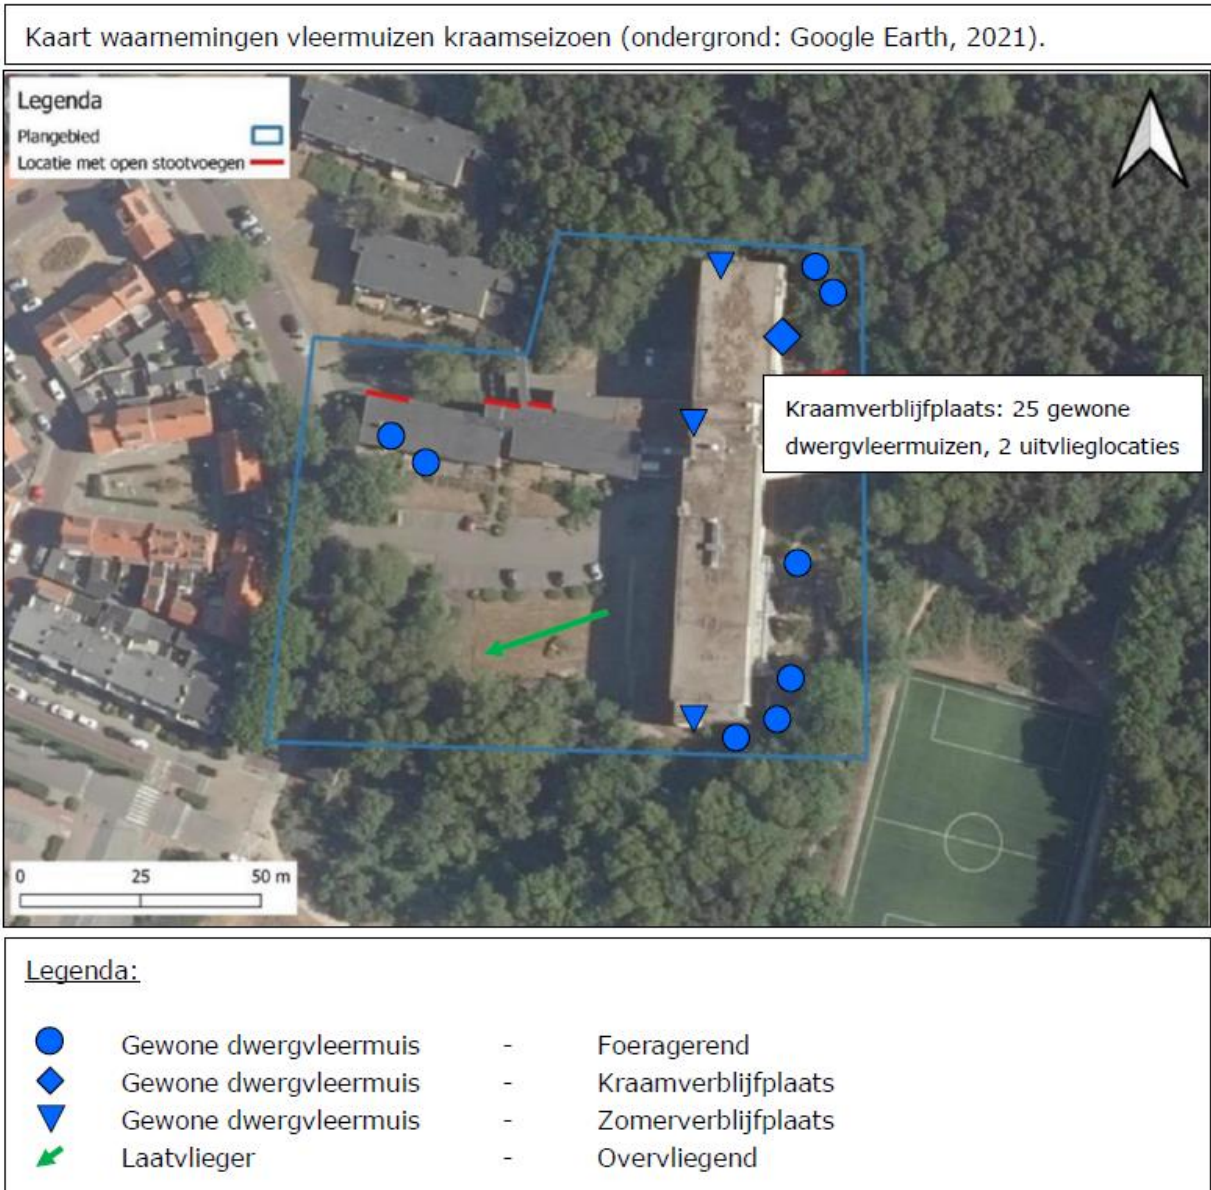 Kaart waarnemingen vleermuizen kraamseizoen (ondergrond: Google Earth, 2021).
Legenda
Plangebied
Locatie met open stootvoegen
Kraamverblijfplaats: 25 gewone
dwergvleermuizen, 2 uitvlieglocaties
0 25 50 m
Legenda:
Gewone dwergvleermuis - Foeragerend
Gewone dwergvleermuis - Kraamverblijfplaats
Gewone dwergvleermuis - Zomerverblijfplaats
Laatvlieger - Overvliegend